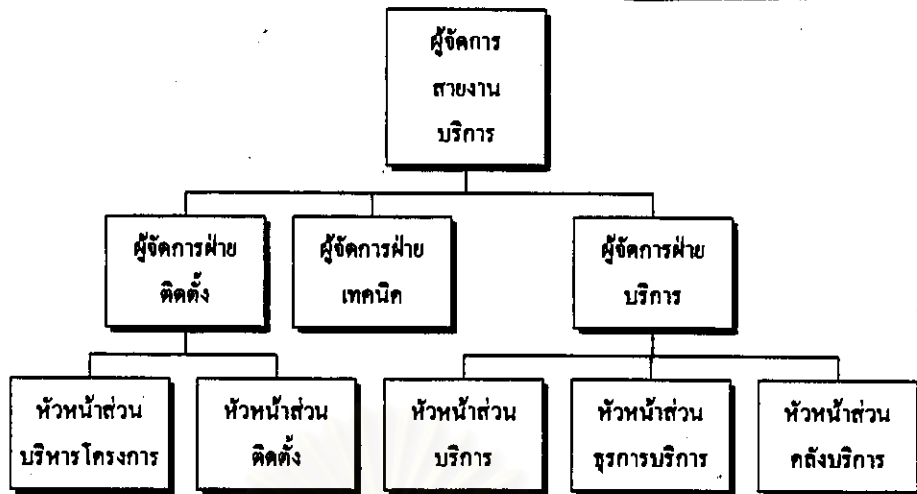 ผู้จัดการ
สายงาน
บริการ
ผู้จัดการฝ่าย
ติดตั้ง
ผู้จัดการฝ่าย
เทคนิค
ผู้จัดการฝ่าย
บริการ
หัวหน้าส่วน
บริหารโครงการ
หัวหน้าส่วน
ติดตั้ง
หัวหน้าส่วน
บริการ
หัวหน้าส่วน
ธุรการบริการ
หัวหน้าส่วน
คลังบริการ